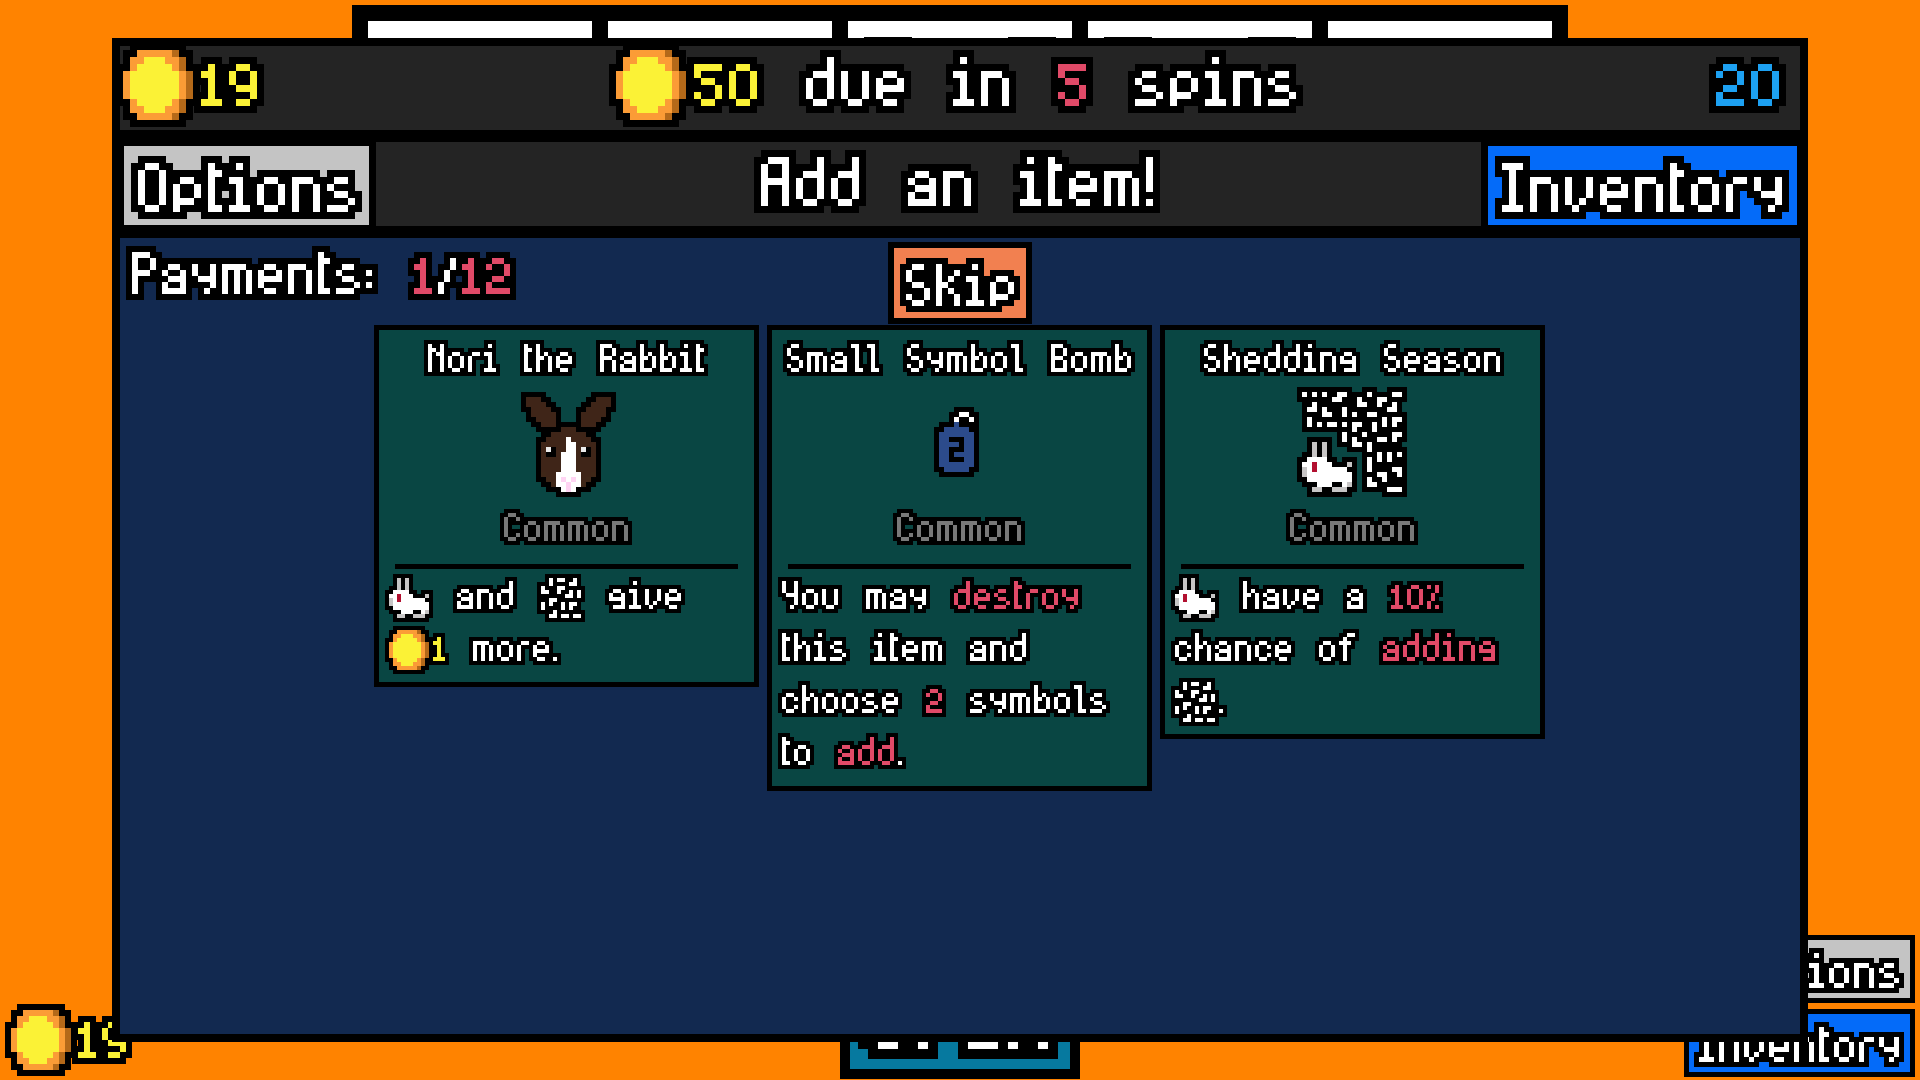 19
50 due in 5 spins
20
Options
Add an item!
Inventory
Payments: 1/12
Skip
Nori the Rabbit
Common
and give
1 more.
Small Symbol Bomb
2
Common
You may destroy
this item and
choose 2 symbols
to add.
Shedding Season
Common
have a 10%
chance of adding
.
ions
19
Inventory